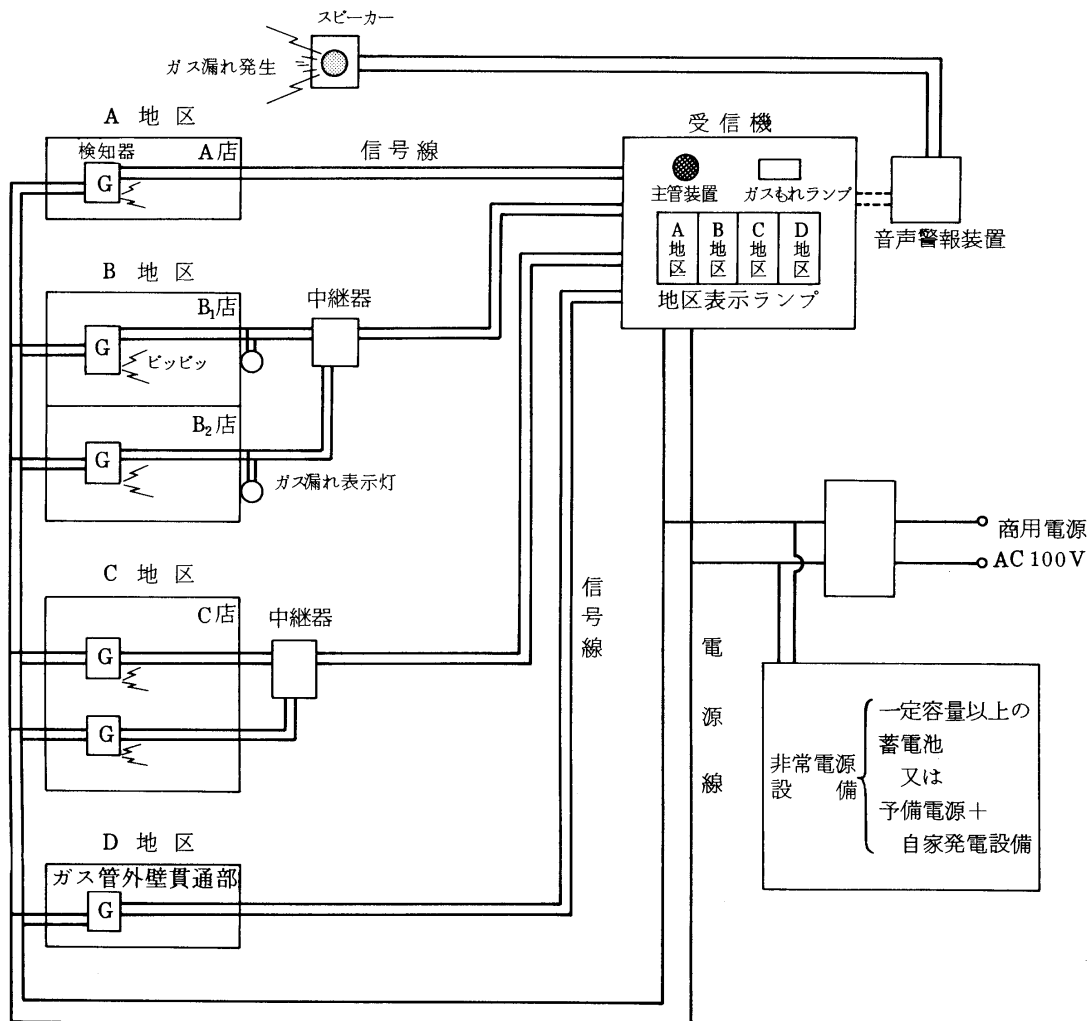 スピーカー
ガス漏れ発生
A 地 区
検知器
A店
G
信号線
受信機
主管装置
ガスもれランプ
A地区
B地区
C地区
D地区
地区表示ランプ
音声警報装置
B 地 区
B₁店
G
ピッピッ
中継器
B₂店
G
ガス漏れ表示灯
C 地 区
C店
G
G
中継器
信号線
電源線
商用電源
AC100V
非常電源設備
一定容量以上の
蓄電池
又は
予備電源+
自家発電設備
D 地 区
ガス管外壁貫通部
G